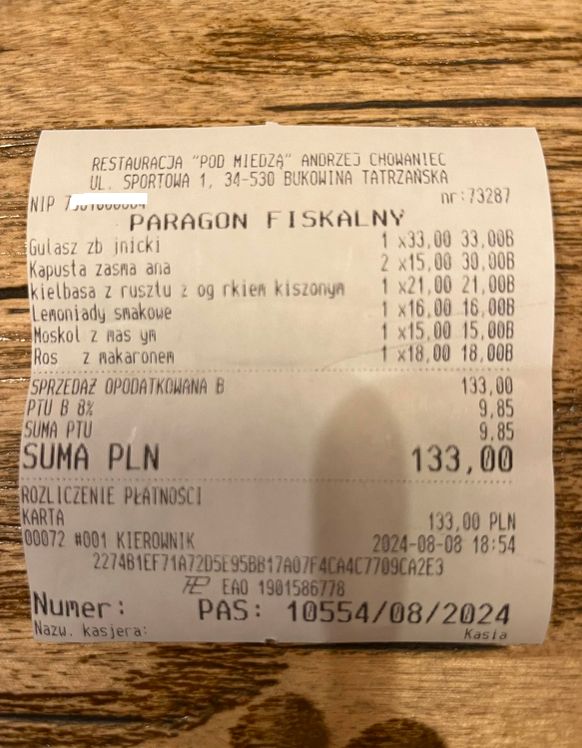 RESTAURACJA "POD MIEDZĄ" ANDRZEJ CHOWANIEC
UL. SPORTOWA 1, 34-530 BUKOWINA TATRZAŃSKA
NIP nr:73287
PARAGON FISKALNY
Gulasz zb jnicki 1 x33,00 33,00B
Kapusta zasma ana 2 x15,00 30,00B
kielbasa z rusztu z og rkiem kiszonym 1 x21,00 21,00B
Lemoniady smakowe 1 x16,00 16,00B
Moskol z mas ym 1 x15,00 15,00B
Ros z makaronem 1 x18,00 18,00B
SPRZEDAŻ OPODATKOWANA B 133,00
PTU B 8% 9,85
SUMA PTU 9,85
SUMA PLN 133,00
ROZLICZENIE PŁATNOŚCI
KARTA 133,00 PLN
00072 #001 KIEROWNIK 2024-08-08 18:54
2274B1EF71A72D5E95BB17A07F4CA4C7709CA2E3
EAO 1901586778
Numer: PAS: 10554/08/2024
Nazw. kasjera: Kasia